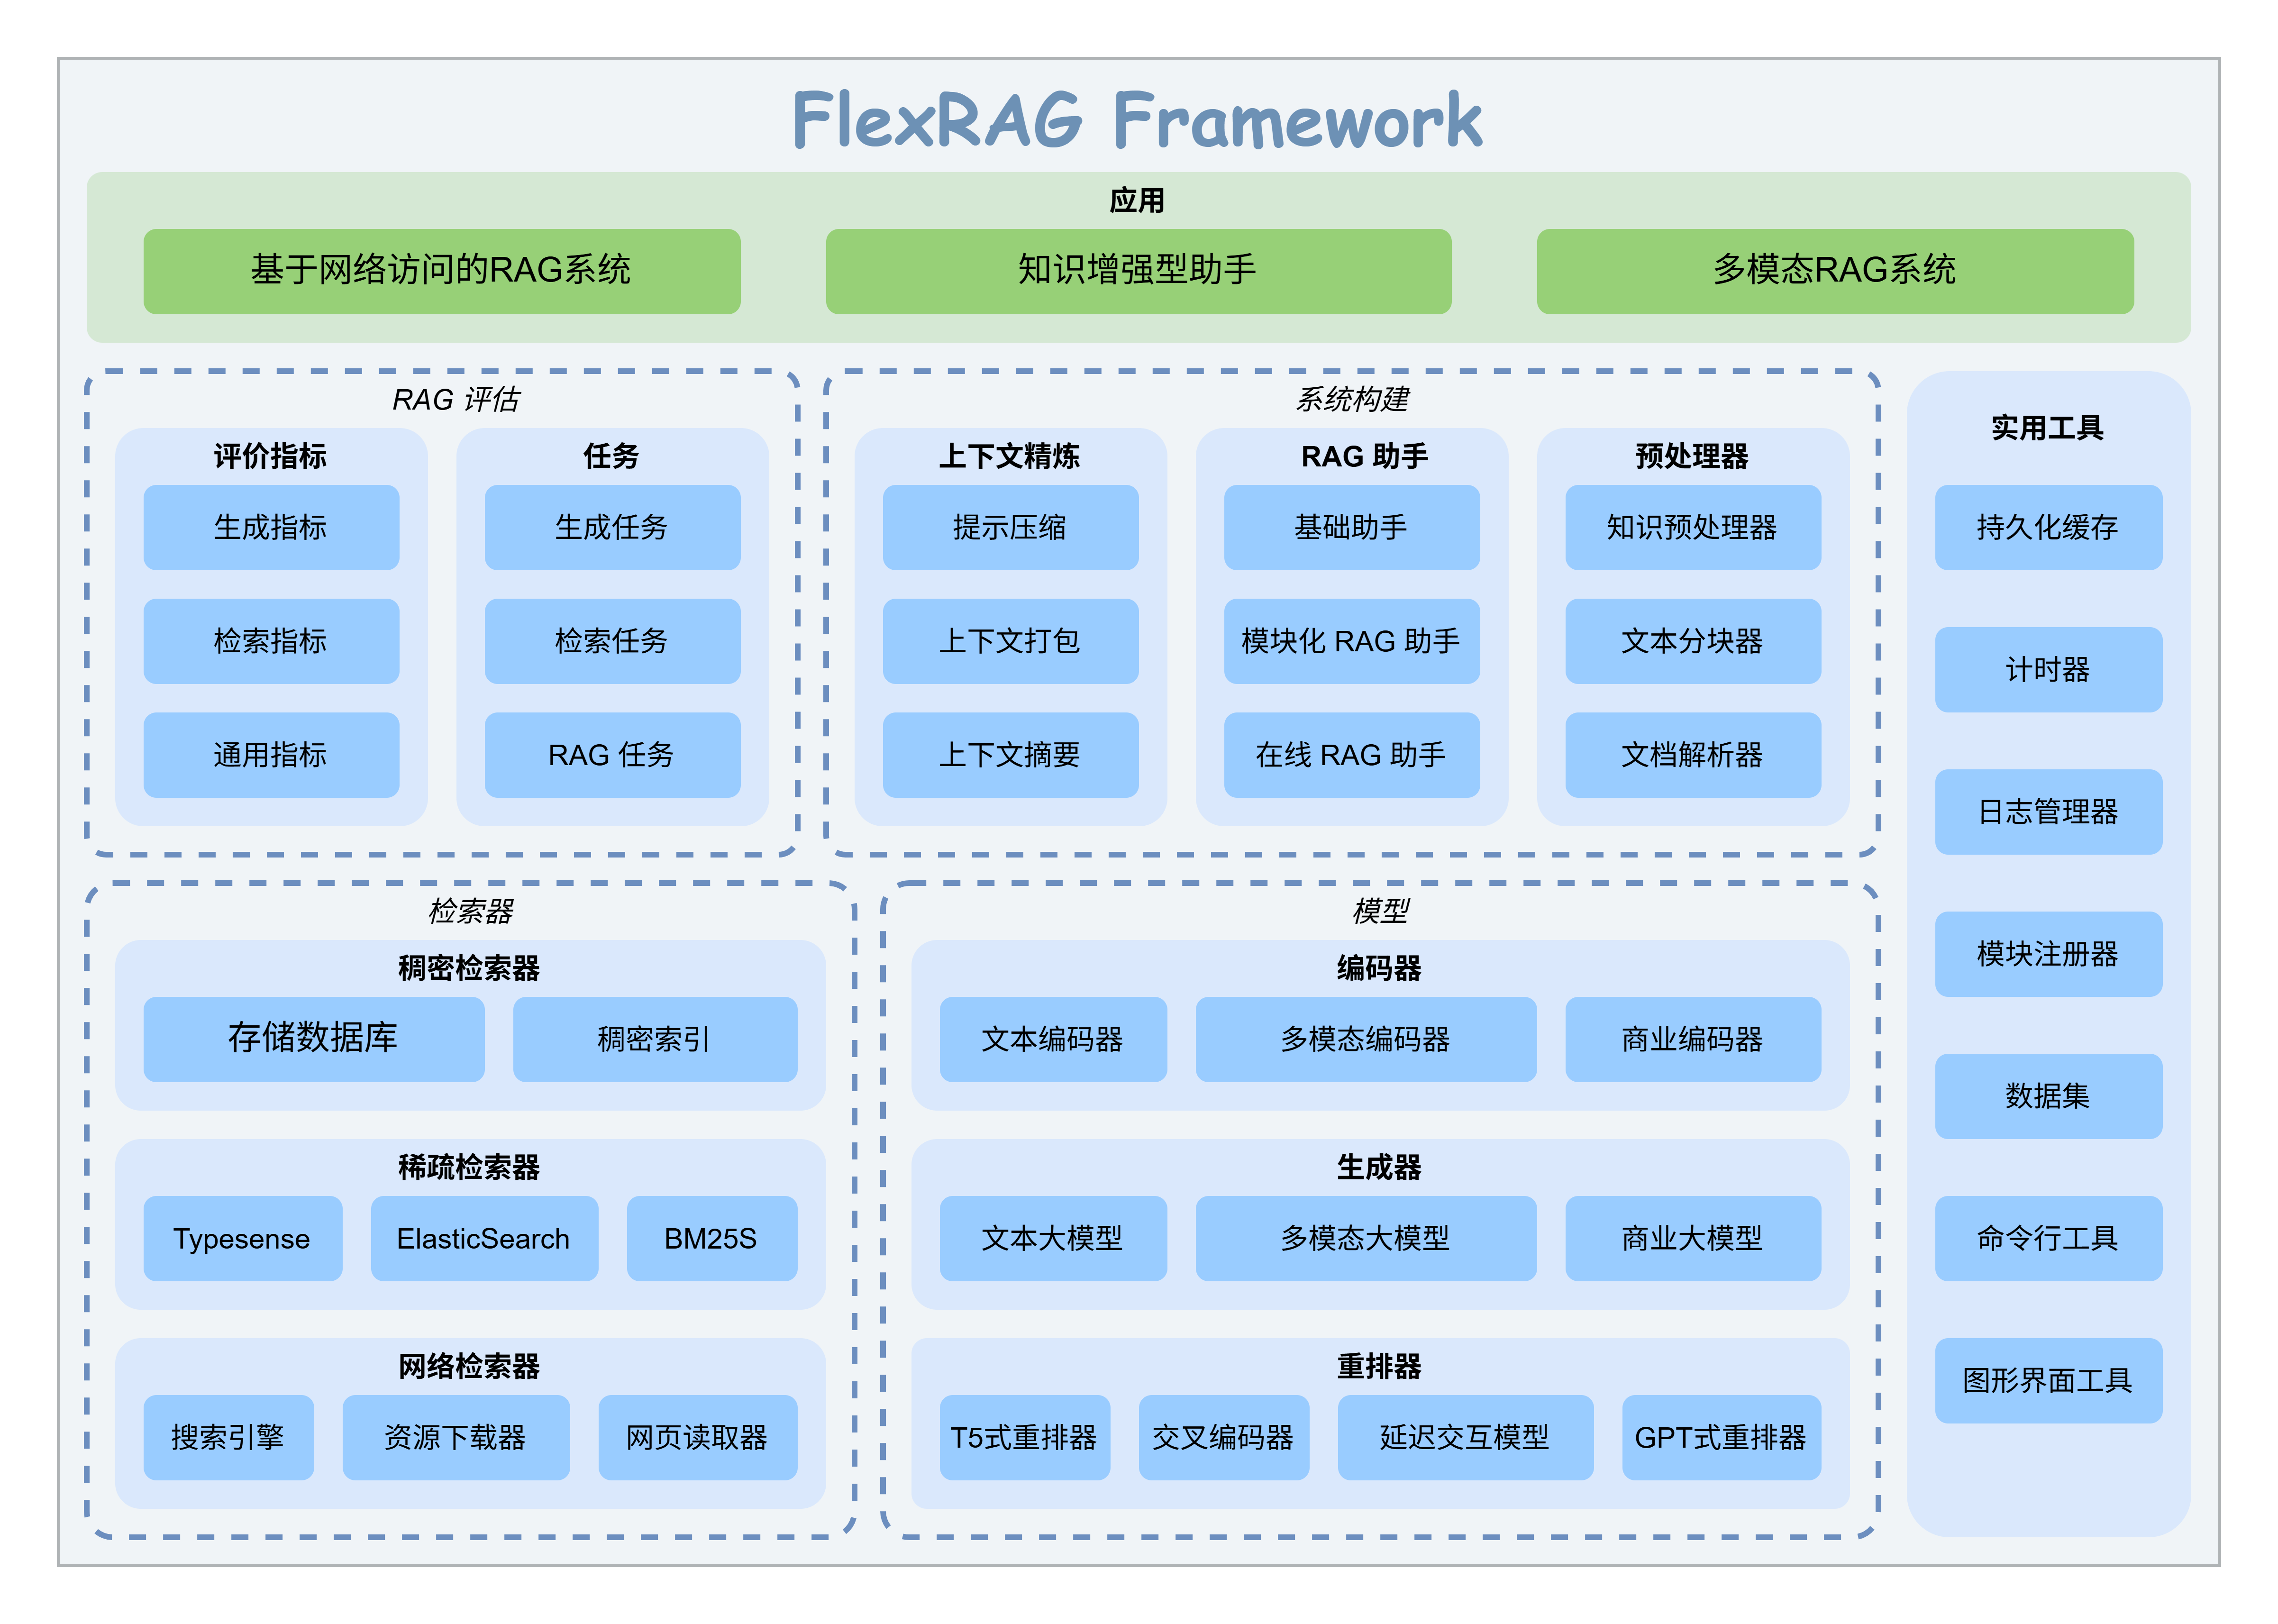 FlexRAG Framework
应用
基于网络访问的RAG系统
知识增强型助手
多模态RAG系统
RAG 评估
评价指标
生成指标
检索指标
通用指标
任务
生成任务
检索任务
RAG 任务
系统构建
上下文精炼
提示压缩
上下文打包
上下文摘要
RAG 助手
基础助手
模块化 RAG 助手
在线 RAG 助手
预处理器
知识预处理器
文本分块器
文档解析器
实用工具
持久化缓存
计时器
日志管理器
模块注册器
数据集
命令行工具
图形界面工具
检索器
稠密检索器
存储数据库
稠密索引
稀疏检索器
Typesense
ElasticSearch
BM25S
网络检索器
搜索引擎
资源下载器
网页读取器
模型
编码器
文本编码器
多模态编码器
商业编码器
生成器
文本大模型
多模态大模型
商业大模型
重排器
T5式重排器
交叉编码器
延迟交互模型
GPT式重排器